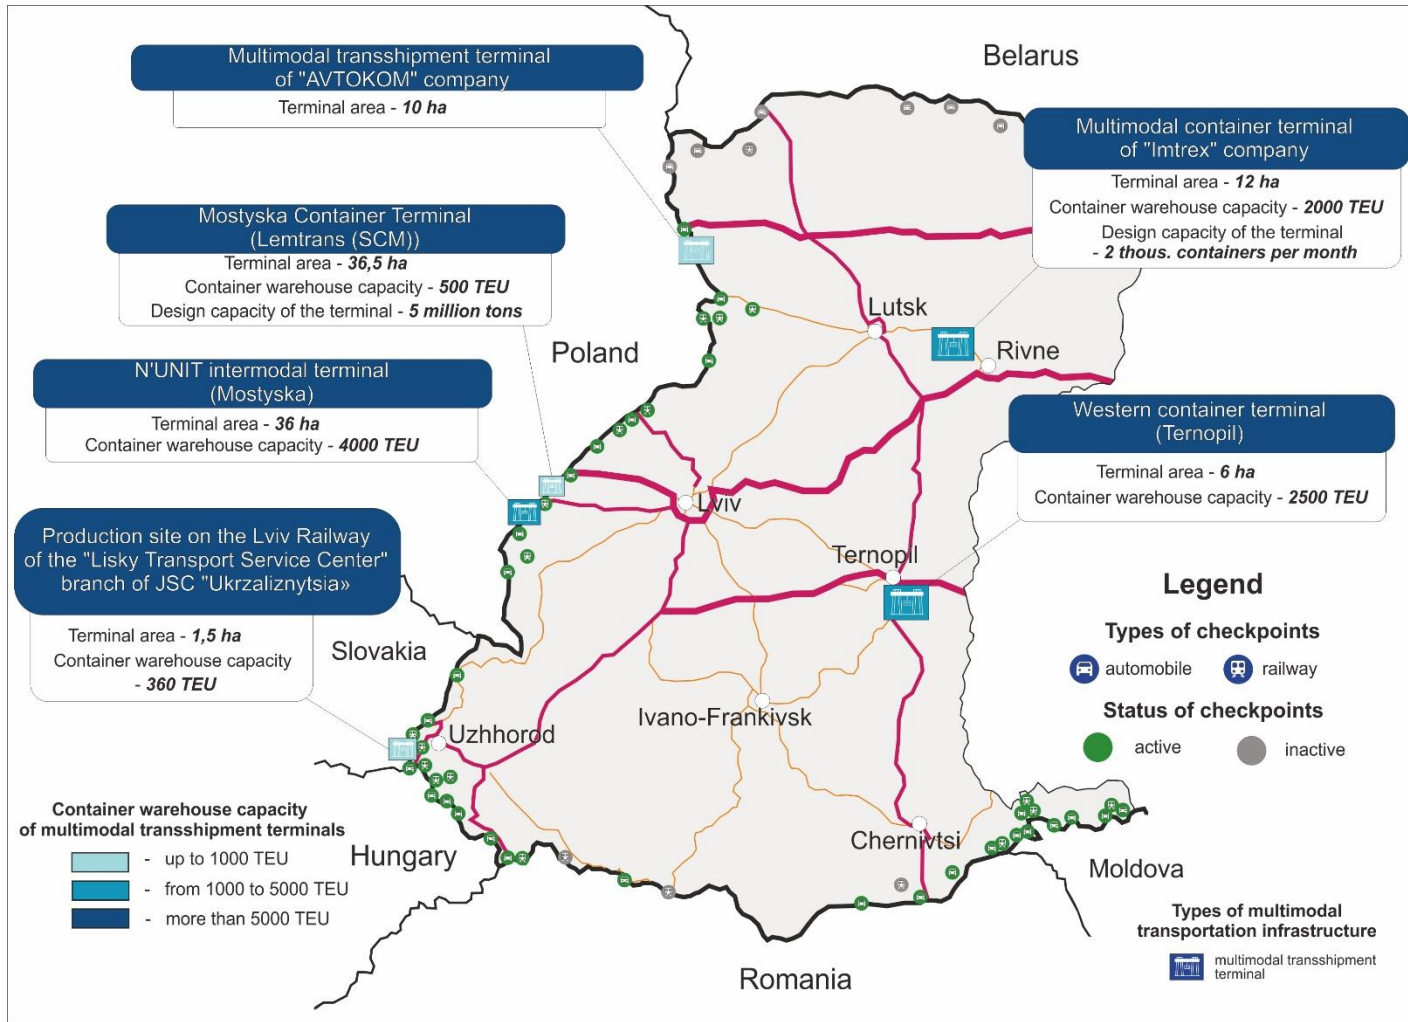 Multimodal transshipment terminal
of "AVTOKOM" company
Terminal area - 10 ha
Belarus
Multimodal container terminal
of "Imtrex" company
Terminal area - 12 ha
Container warehouse capacity - 2000 TEU
Design capacity of the terminal
- 2 thous. containers per month
Mostyska Container Terminal
(Lemtrans (SCM))
Terminal area - 36,5 ha
Container warehouse capacity - 500 TEU
Design capacity of the terminal - 5 million tons
Lutsk
Rivne
Poland
N'UNIT intermodal terminal
(Mostyska)
Terminal area - 36 ha
Container warehouse capacity - 4000 TEU
Western container terminal
(Ternopil)
Terminal area - 6 ha
Container warehouse capacity - 2500 TEU
Lviv
Ternopil
Production site on the Lviv Railway
of the "Lisky Transport Service Center"
branch of JSC "Ukrzaliznytsia»
Terminal area - 1,5 ha
Container warehouse capacity
- 360 TEU
Slovakia
Ivano-Frankivsk
Uzhhorod
Legend
Types of checkpoints
automobile
railway
Status of checkpoints
active
inactive
Container warehouse capacity
of multimodal transshipment terminals
- up to 1000 TEU
- from 1000 to 5000 TEU
- more than 5000 TEU
Hungary
Chernivtsi
Moldova
Romania
Types of multimodal
transportation infrastructure
multimodal transshipment
terminal